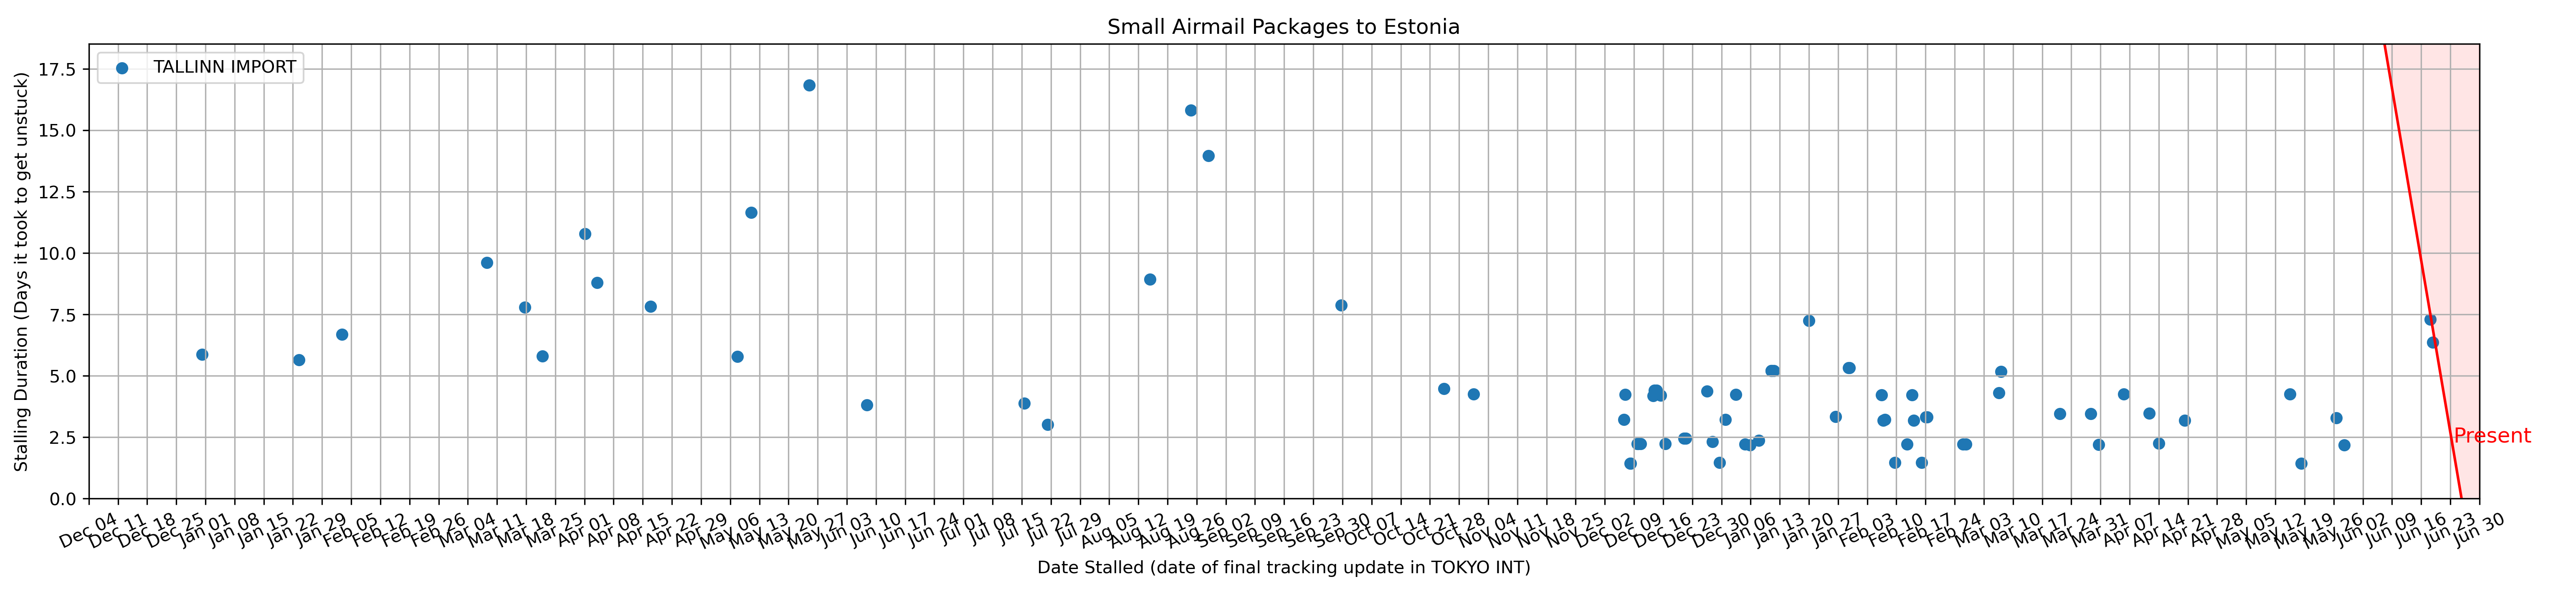 Small Airmail Packages to Estonia
TALLINN IMPORT
Stalling Duration (Days it took to get unstuck)
17.5
15.0
12.5
10.0
7.5
5.0
2.5
0.0
Present
Dec 04
Dec 11
Dec 18
Dec 25
Jan 01
Jan 08
Jan 15
Jan 22
Jan 29
Feb 05
Feb 12
Feb 19
Feb 26
Mar 04
Mar 11
Mar 18
Mar 25
Apr 01
Apr 08
Apr 15
Apr 22
Apr 29
May 06
May 13
May 20
May 27
Jun 03
Jun 10
Jun 17
Jun 24
Jul 01
Jul 08
Jul 15
Jul 22
Jul 29
Aug 05
Aug 12
Aug 19
Aug 26
Sep 02
Sep 09
Sep 16
Sep 23
Sep 30
Oct 07
Oct 14
Oct 21
Oct 28
Nov 04
Nov 11
Nov 18
Nov 25
Dec 02
Dec 09
Dec 16
Dec 23
Dec 30
Jan 06
Jan 13
Jan 20
Jan 27
Feb 03
Feb 10
Feb 17
Feb 24
Mar 03
Mar 10
Mar 17
Mar 24
Mar 31
Apr 07
Apr 14
Apr 21
Apr 28
May 05
May 12
May 19
May 26
Jun 02
Jun 09
Jun 16
Jun 23
Jun 30
Date Stalled (date of final tracking update in TOKYO INT)